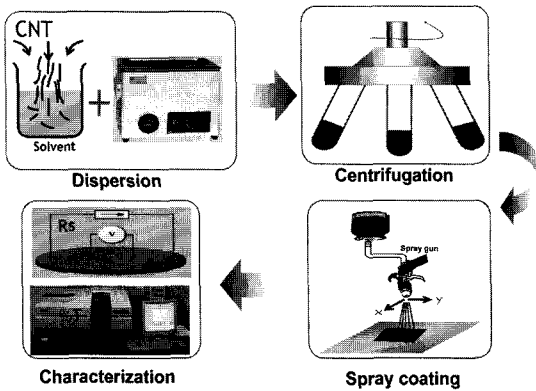 CNT
Solvent
Dispersion
Centrifugation
Spray gun
x
y
Spray coating
Rs
V
Characterization